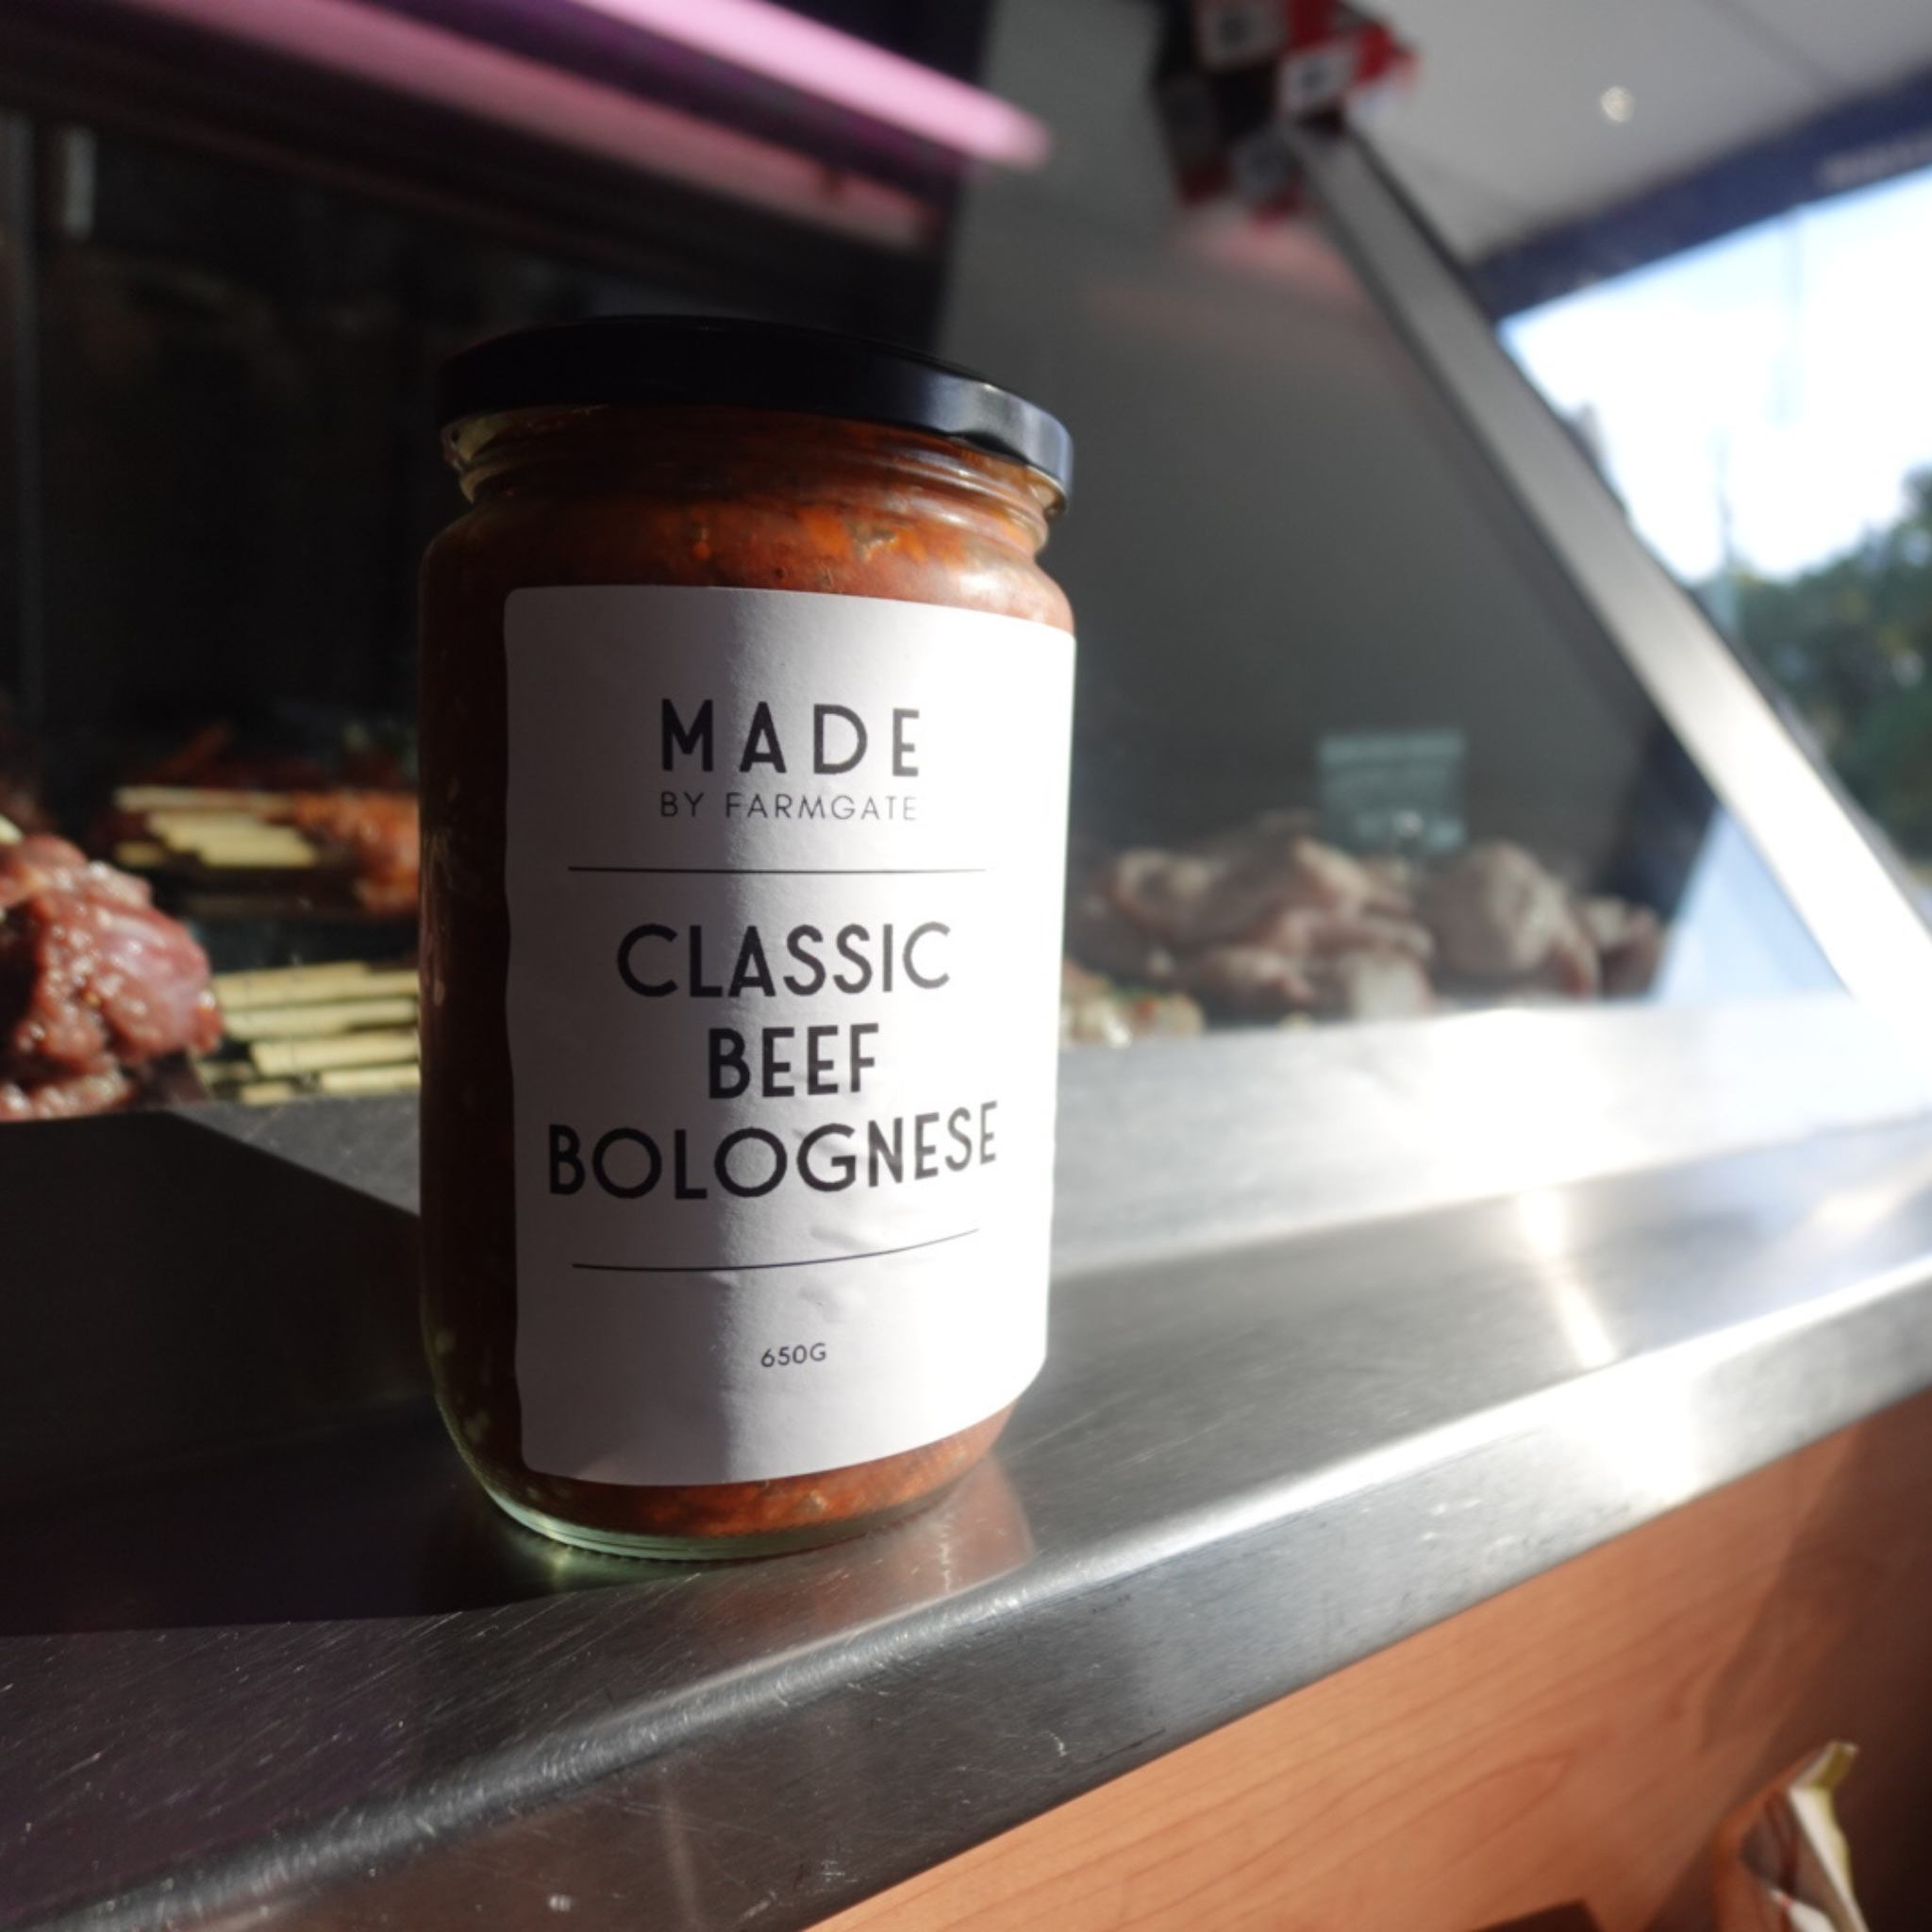 MADE
BY FARMGATE
CLASSIC
BEEF
BOLOGNESE
650G